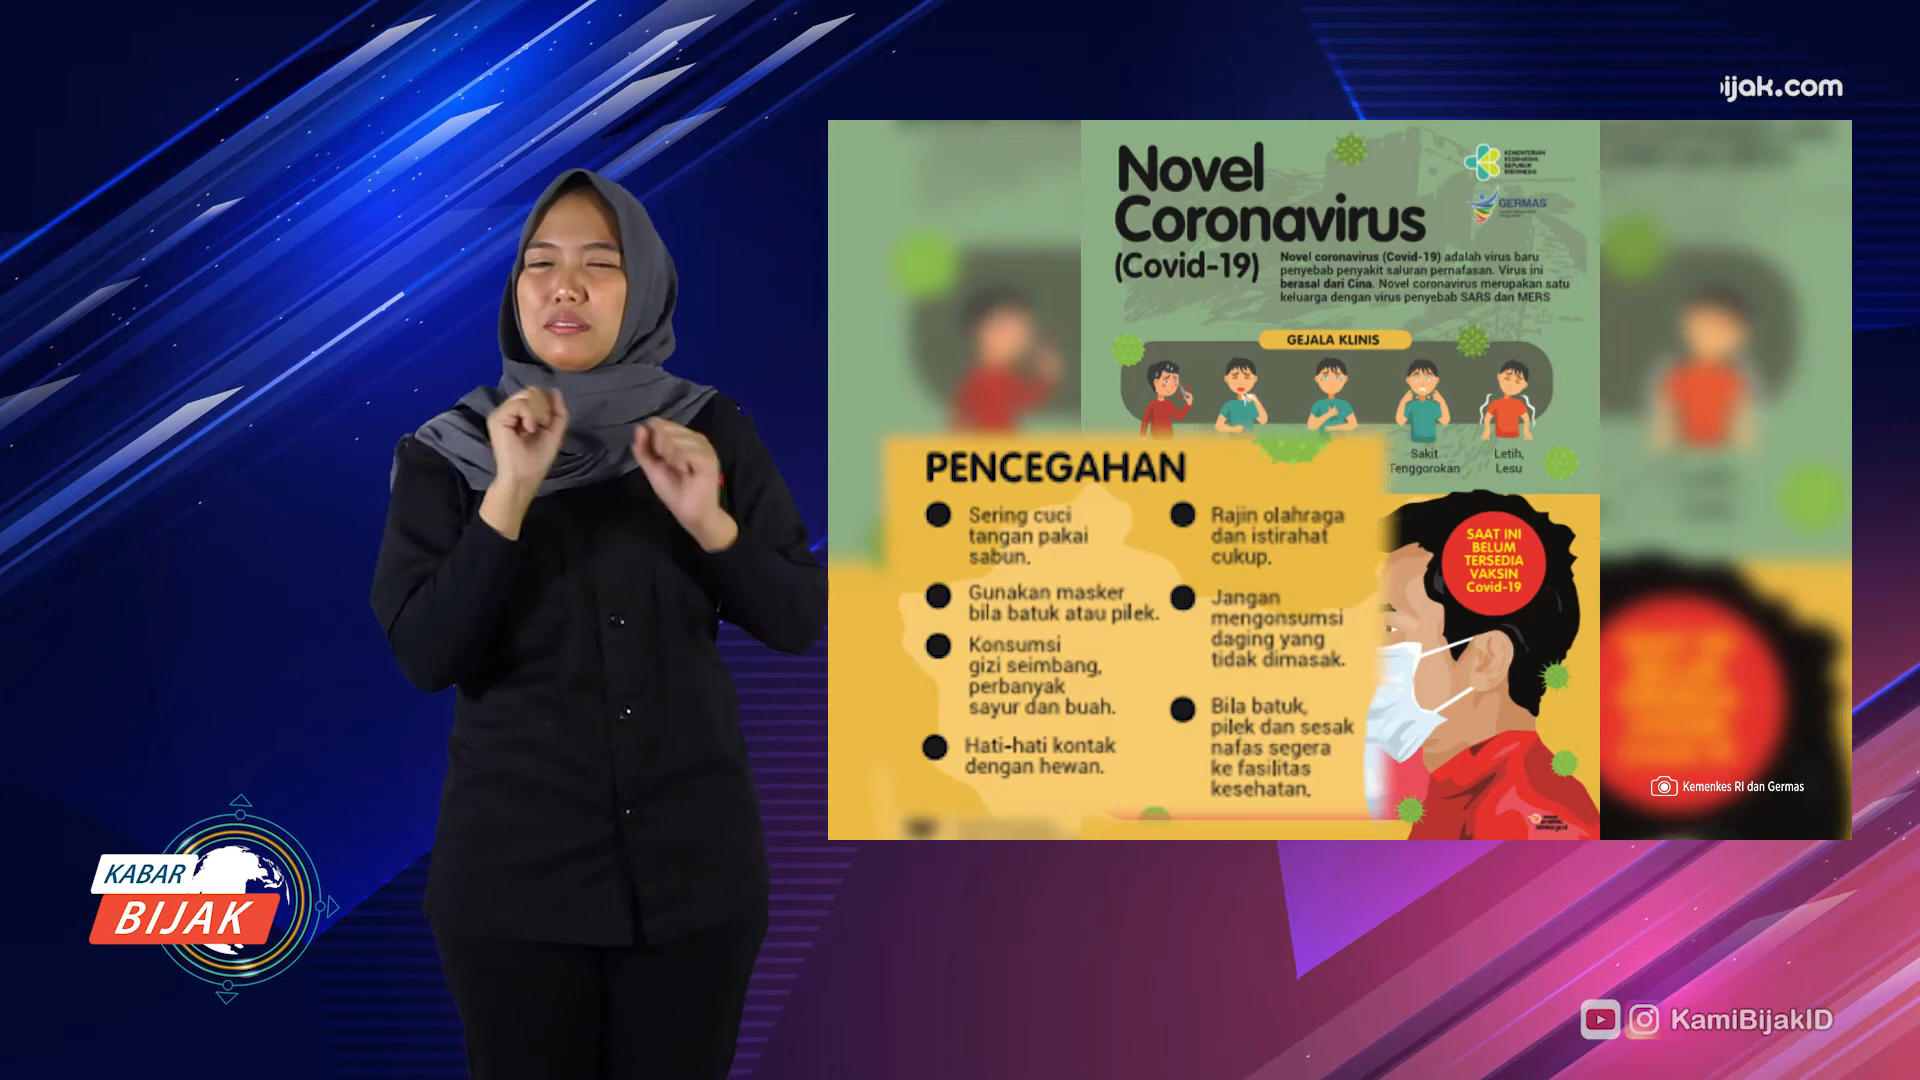 ijak.com
Novel
Coronavirus
(Covid-19)
KEMENTERIAN
KESEHATAN
REPUBLIK
INDONESIA
GERMAS
Novel coronavirus (Covid-19) adalah virus baru
penyebab penyakit saluran pernafasan. Virus ini
berasal dari Cina. Novel coronavirus merupakan satu
keluarga dengan virus penyebab SARS dan MERS
GEJALA KLINIS
Sakit
Tenggorokan
Letih,
Lesu
PENCEGAHAN
Sering cuci
tangan pakai
sabun.
Gunakan masker
bila batuk atau pilek.
Konsumsi
gizi seimbang,
perbanyak
sayur dan buah.
Hati-hati kontak
dengan hewan.
Rajin olahraga
dan istirahat
cukup.
Jangan
mengonsumsi
daging yang
tidak dimasak.
Bila batuk,
pilek dan sesak
nafas segera
ke fasilitas
kesehatan.
SAAT INI
BELUM
TERSEDIA
VAKSIN
Covid-19
Kemenkes RI dan Germas
KABAR
BIJAK
KamiBijakID